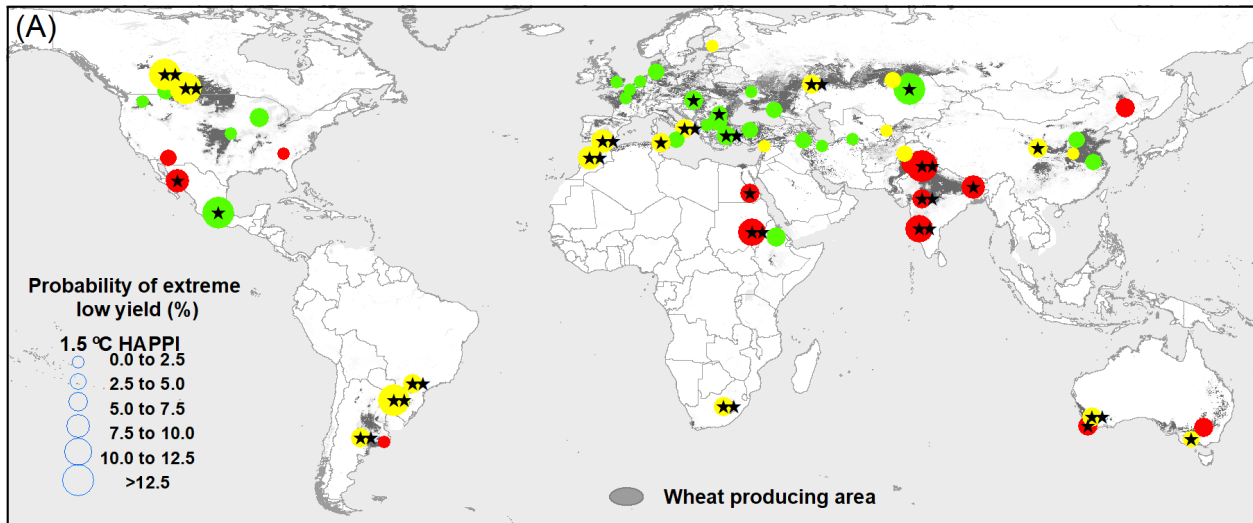 (A)
Probability of extreme
low yield (%)
1.5 ºC HAPPI
0.0 to 2.5
2.5 to 5.0
5.0 to 7.5
7.5 to 10.0
10.0 to 12.5
>12.5
Wheat producing area